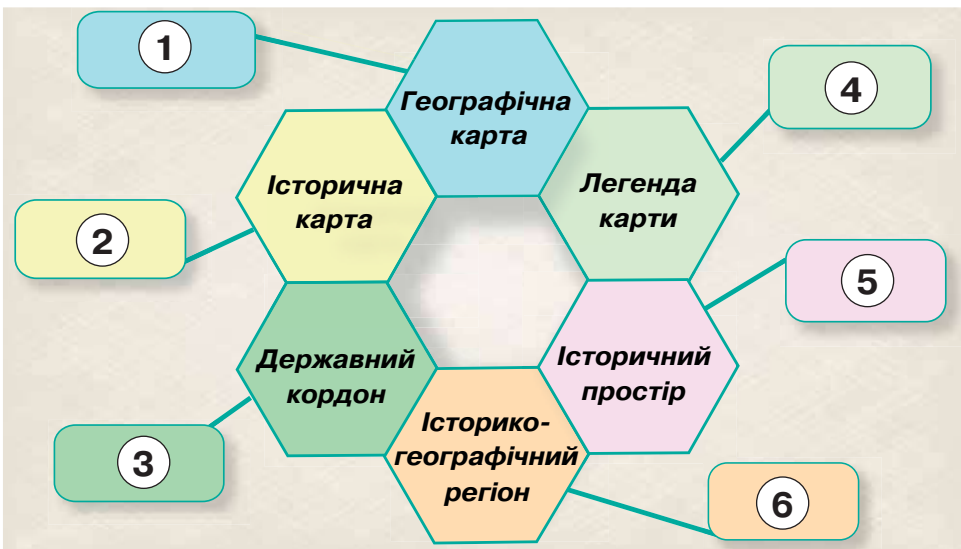 1
Географічна
карта
4
Історична
карта
Легенда
карти
2
5
Державний
кордон
Історичний
простір
3
Історико-
географічний
регіон
6